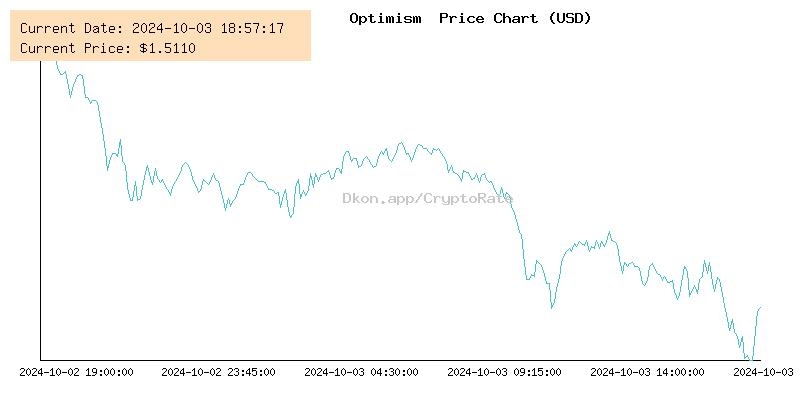 Optimism  Price Chart (USD)
Current Date: 2024-10-03 18:57:17
Current Price: $1.5110
Dkon.app/CryptoRate
2024-10-02 19:00:00 2024-10-02 23:45:00 2024-10-03 04:30:00 2024-10-03 09:15:00 2024-10-03 14:00:00 2024-10-03